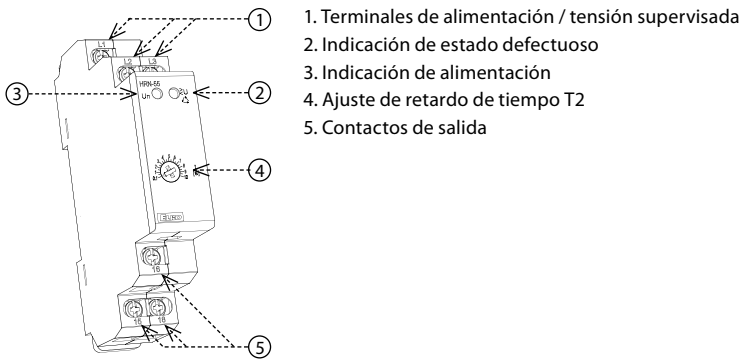 1
1. Terminales de alimentación / tensión supervisada
2. Indicación de estado defectuoso
3. Indicación de alimentación
4. Ajuste de retardo de tiempo T2
5. Contactos de salida
L1
L2 L3
HRN-55
Un
3
2
4
16
18
5